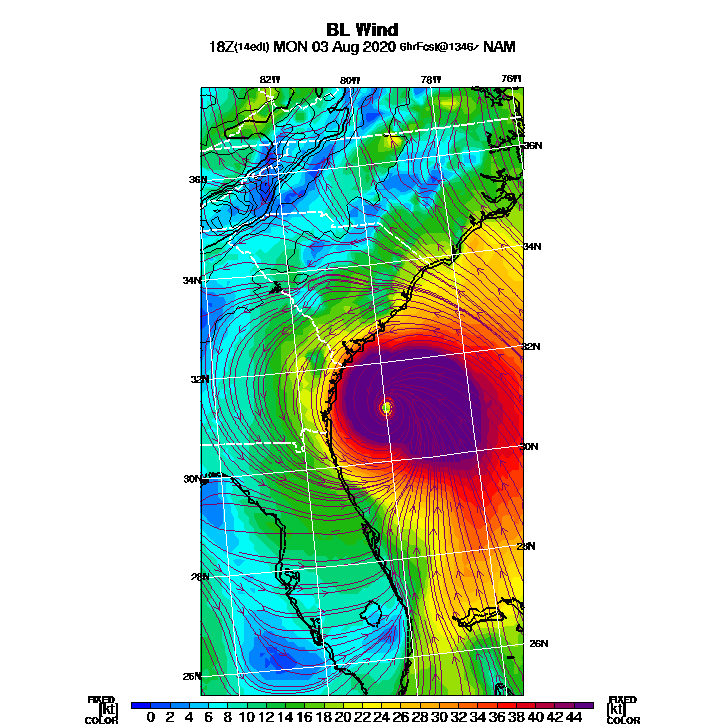 BL Wind
18Z(14edt) MON 03 Aug 2020 6hrFcst@1346z NAM
82W 80W 78W 76W
36N
36N
34N
34N
32N
32N
30N
30N
28N
28N
26N
26N
FIXED FIXED
[kt] 0 2 4 6 8 10 12 14 16 18 20 22 24 26 28 30 32 34 36 38 40 42 44 [kt]
COLOR COLOR